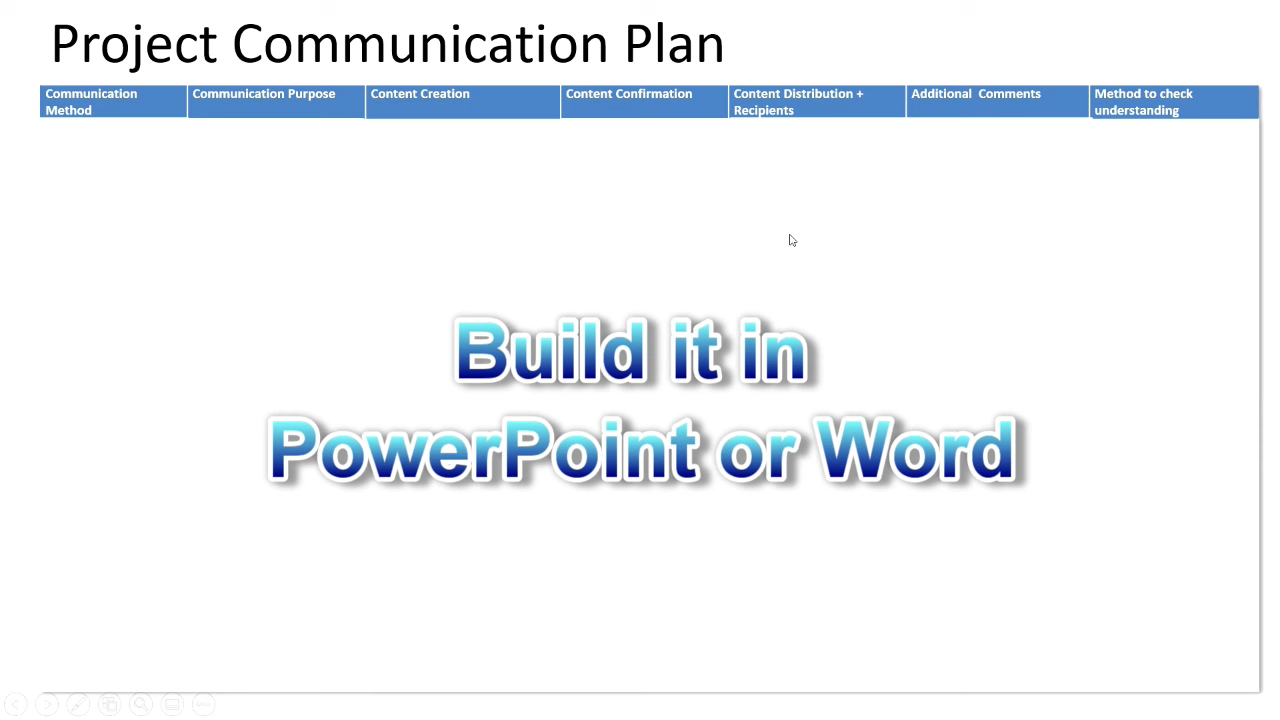 Project Communication Plan
Communication Method
Communication Purpose
Content Creation
Content Confirmation
Content Distribution + Recipients
Additional  Comments
Method to check understanding
Build it in
PowerPoint or Word